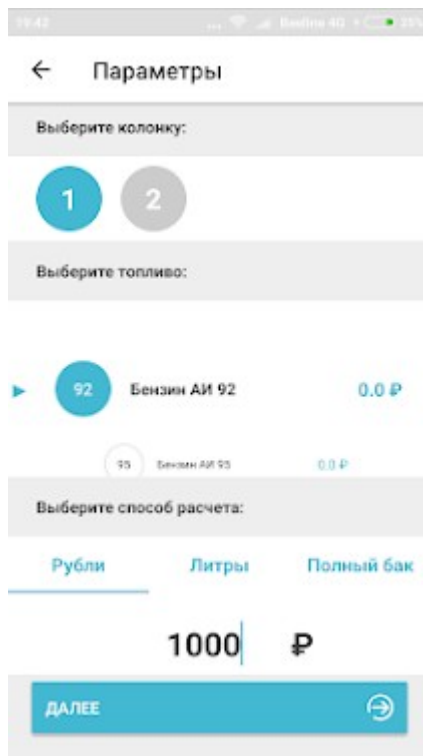 19:42 ... Beeline 4G 25%
← Параметры
Выберите колонку:
1 2
Выберите топливо:
92 Бензин АИ 92 0.0 ₽
95 Бензин АИ 95 0.0 ₽
Выберите способ расчета:
Рубли Литры Полный бак
1000 ₽
ДАЛЕЕ